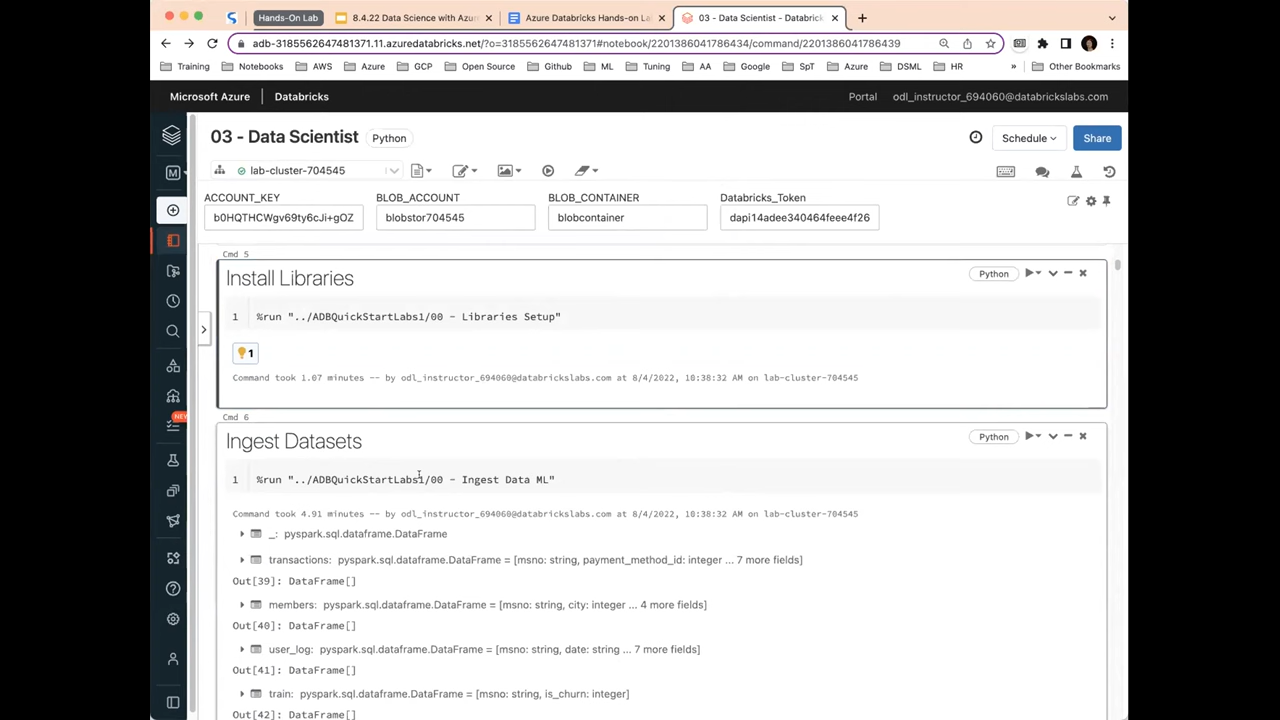 Hands-On Lab
8.4.22 Data Science with Azur
Azure Databricks Hands-on Lab
03 - Data Scientist - Databrick
adb-3185562647481371.11.azuredatabricks.net/?o=3185562647481371#notebook/2201386041786434/command/2201386041786439
Training Notebooks AWS Azure GCP Open Source Github ML Tuning AA Google SpT Azure DSML HR » Other Bookmarks
Microsoft Azure Databricks Portal odl_instructor_694060@databrickslabs.com
03 - Data Scientist Python Schedule Share
M
lab-cluster-704545
ACCOUNT_KEY BLOB_ACCOUNT BLOB_CONTAINER Databricks_Token
b0HQTHCWgv69ty6cJi+gOZ blobstor704545 blobcontainer dapi14adee340464feee4f26
Cmd 5
Install Libraries Python
1 %run "../ADBQuickStartLabs1/00 - Libraries Setup"
1
Command took 1.07 minutes -- by odl_instructor_694060@databrickslabs.com at 8/4/2022, 10:38:32 AM on lab-cluster-704545
Cmd 6
NEW
Ingest Datasets Python
1 %run "../ADBQuickStartLabs1/00 - Ingest Data ML"
Command took 4.91 minutes -- by odl_instructor_694060@databrickslabs.com at 8/4/2022, 10:38:32 AM on lab-cluster-704545
_: pyspark.sql.dataframe.DataFrame
transactions: pyspark.sql.dataframe.DataFrame = [msno: string, payment_method_id: integer ... 7 more fields]
Out[39]: DataFrame[]
members: pyspark.sql.dataframe.DataFrame = [msno: string, city: integer ... 4 more fields]
Out[40]: DataFrame[]
user_log: pyspark.sql.dataframe.DataFrame = [msno: string, date: string ... 7 more fields]
Out[41]: DataFrame[]
train: pyspark.sql.dataframe.DataFrame = [msno: string, is_churn: integer]
Out[42]: DataFrame[]